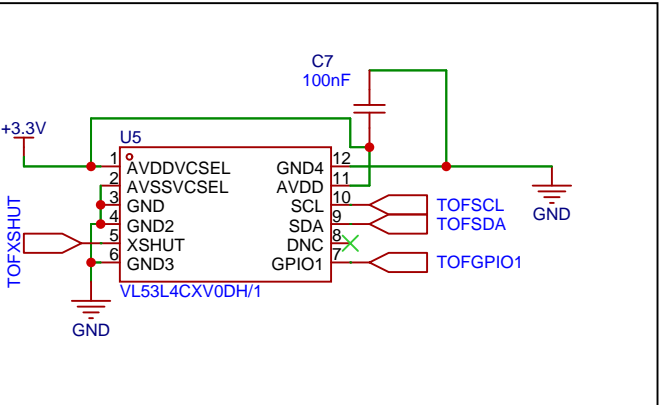 C7
100nF
+3.3V
U5
1
AVDDVCSEL
2
AVSSVCSEL
3
GND
4
GND2
5
XSHUT
6
GND3
12
GND4
11
AVDD
10
SCL
9
SDA
8
DNC
7
GPIO1
TOFSCL
TOFSDA
TOFGPIO1
TOFXSHUT
GND
VL53L4CXV0DH/1
GND